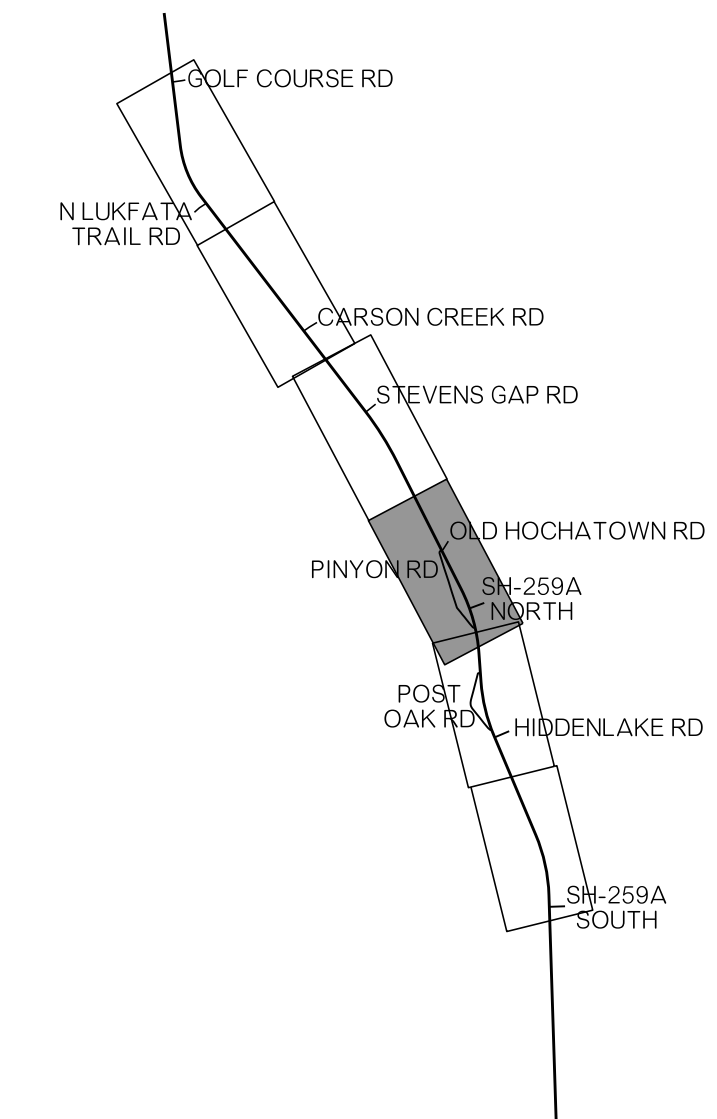 GOLF COURSE RD
N LUKFATA
TRAIL RD
CARSON CREEK RD
STEVENS GAP RD
OLD HOCHATOWN RD
PINYON RD
SH-259A
NORTH
POST
OAK RD
HIDDENLAKE RD
SH-259A
SOUTH